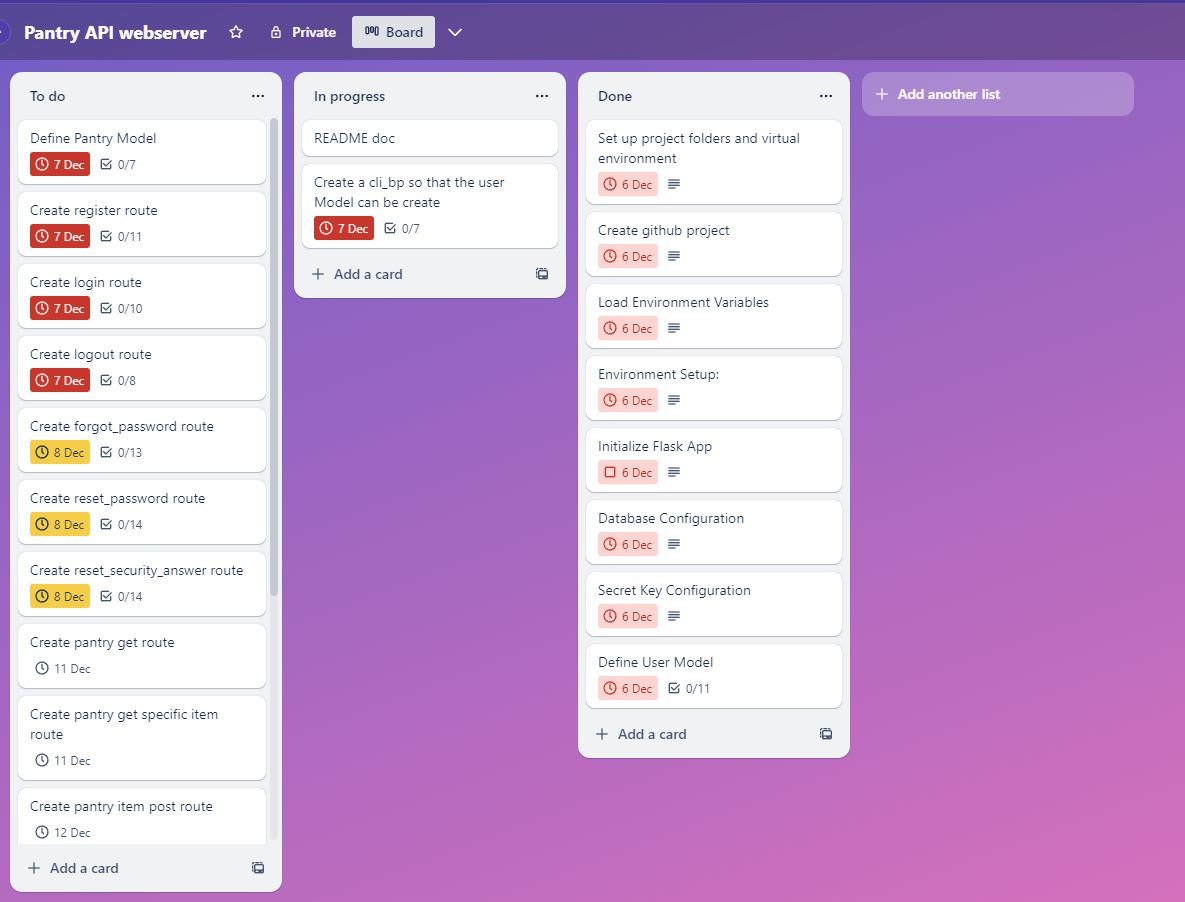 Pantry API webserver
Private
Board
To do
Define Pantry Model
7 Dec 0/7
Create register route
7 Dec 0/11
Create login route
7 Dec 0/10
Create logout route
7 Dec 0/8
Create forgot_password route
8 Dec 0/13
Create reset_password route
8 Dec 0/14
Create reset_security_answer route
8 Dec 0/14
Create pantry get route
11 Dec
Create pantry get specific item
route
11 Dec
Create pantry item post route
12 Dec
+ Add a card
In progress
README doc
Create a cli_bp so that the user
Model can be create
7 Dec 0/7
+ Add a card
Done
Set up project folders and virtual
environment
6 Dec
Create github project
6 Dec
Load Environment Variables
6 Dec
Environment Setup:
6 Dec
Initialize Flask App
6 Dec
Database Configuration
6 Dec
Secret Key Configuration
6 Dec
Define User Model
6 Dec 0/11
+ Add a card
+ Add another list